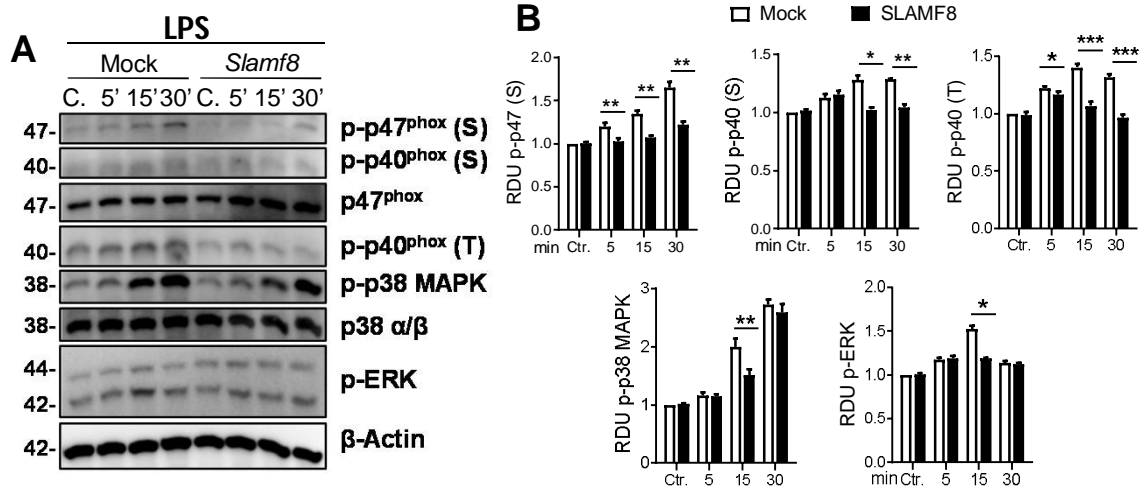 A
LPS
Mock Slamf8
C. 5' 15' 30' C. 5' 15' 30'
47- p-p47phox (S)
40- p-p40phox (S)
47- p47phox
40- p-p40phox (T)
38- p-p38 MAPK
38- p38 α/β
44- p-ERK
42-
42- β-Actin
B
Mock SLAMF8
RDU p-p47 (S)
2.0
1.5
1.0
0.5
** ** **
min Ctr. 5 15 30
RDU p-p40 (S)
1.5
1.0
0.5
0.0
* **
min Ctr. 5 15 30
RDU p-p40 (T)
1.5
1.0
0.5
* *** ***
min Ctr. 5 15 30
RDU p-p38 MAPK
3
2
1
0
**
Ctr. 5 15 30
RDU p-ERK
2.0
1.5
1.0
0.5
0.0
*
min Ctr. 5 15 30